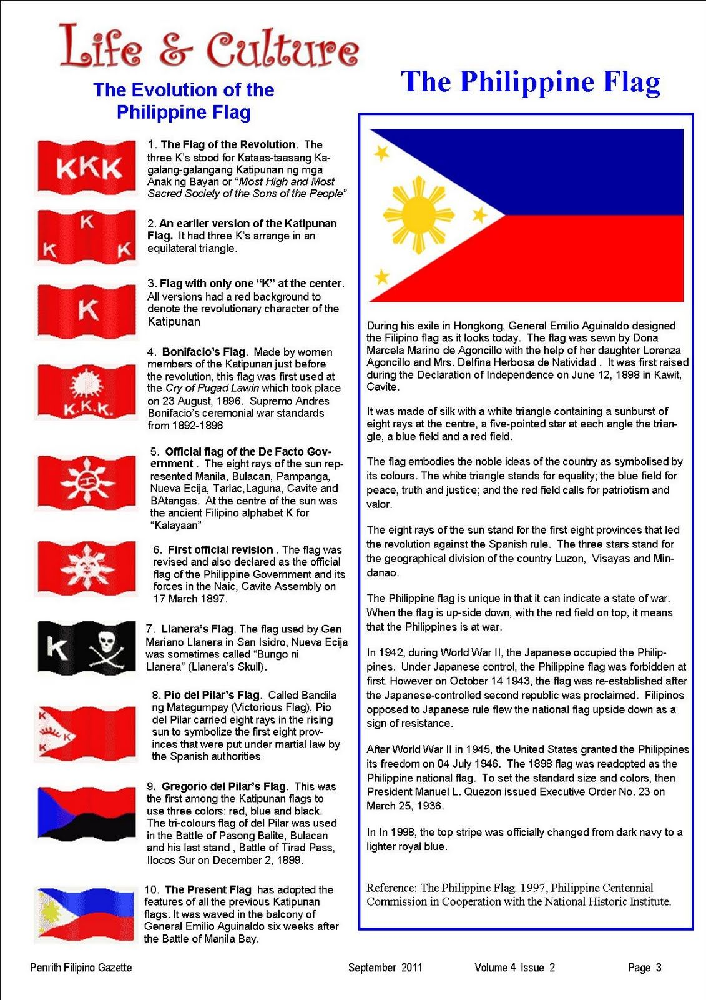 Life & Culture
The Evolution of the
Philippine Flag
KKK
1. The Flag of the Revolution. The
three K's stood for Kataas-taasang Ka-
galang-galangang Katipunan ng mga
Anak ng Bayan or “Most High and Most
Sacred Society of the Sons of the People”
K
K
K
2. An earlier version of the Katipunan
Flag. It had three K's arrange in an
equilateral triangle.
K
3. Flag with only one “K” at the center.
All versions had a red background to
denote the revolutionary character of the
Katipunan
K.K.K.
4. Bonifacio's Flag. Made by women
members of the Katipunan just before
the revolution, this flag was first used at
the Cry of Pugad Lawin which took place
on 23 August, 1896. Supremo Andres
Bonifacio's ceremonial war standards
from 1892-1896
5. Official flag of the De Facto Gov-
ernment . The eight rays of the sun rep-
resented Manila, Bulacan, Pampanga,
Nueva Ecija, Tarlac,Laguna, Cavite and
BAtangas. At the centre of the sun was
the ancient Filipino alphabet K for
“Kalayaan”
6. First official revision . The flag was
revised and also declared as the official
flag of the Philippine Government and its
forces in the Naic, Cavite Assembly on
17 March 1897.
K
7. Llanera's Flag. The flag used by Gen
Mariano Llanera in San Isidro, Nueva Ecija
was sometimes called “Bungo ni
Llanera” (Llanera's Skull).
K
K
K
8. Pio del Pilar's Flag. Called Bandila
ng Matagumpay (Victorious Flag), Pio
del Pilar carried eight rays in the rising
sun to symbolize the first eight prov-
inces that were put under martial law by
the Spanish authorities
9. Gregorio del Pilar's Flag. This was
the first among the Katipunan flags to
use three colors: red, blue and black.
The tri-colours flag of del Pilar was used
in the Battle of Pasong Balite, Bulacan
and his last stand , Battle of Tirad Pass,
Ilocos Sur on December 2, 1899.
10. The Present Flag has adopted the
features of all the previous Katipunan
flags. It was waved in the balcony of
General Emilio Aguinaldo six weeks after
the Battle of Manila Bay.
The Philippine Flag
During his exile in Hongkong, General Emilio Aguinaldo designed
the Filipino flag as it looks today. The flag was sewn by Dona
Marcela Marino de Agoncillo with the help of her daughter Lorenza
Agoncillo and Mrs. Delfina Herbosa de Natividad . It was first raised
during the Declaration of Independence on June 12, 1898 in Kawit,
Cavite.
It was made of silk with a white triangle containing a sunburst of
eight rays at the centre, a five-pointed star at each angle the trian-
gle, a blue field and a red field.
The flag embodies the noble ideas of the country as symbolised by
its colours. The white triangle stands for equality; the blue field for
peace, truth and justice; and the red field calls for patriotism and
valor.
The eight rays of the sun stand for the first eight provinces that led
the revolution against the Spanish rule. The three stars stand for
the geographical division of the country Luzon, Visayas and Min-
danao.
The Philippine flag is unique in that it can indicate a state of war.
When the flag is up-side down, with the red field on top, it means
that the Philippines is at war.
In 1942, during World War II, the Japanese occupied the Philip-
pines. Under Japanese control, the Philippine flag was forbidden at
first. However on October 14 1943, the flag was re-established after
the Japanese-controlled second republic was proclaimed. Filipinos
opposed to Japanese rule flew the national flag upside down as a
sign of resistance.
After World War II in 1945, the United States granted the Philippines
its freedom on 04 July 1946. The 1898 flag was readopted as the
Philippine national flag. To set the standard size and colors, then
President Manuel L. Quezon issued Executive Order No. 23 on
March 25, 1936.
In In 1998, the top stripe was officially changed from dark navy to a
lighter royal blue.
Reference: The Philippine Flag. 1997, Philippine Centennial
Commission in Cooperation with the National Historic Institute.
Penrith Filipino Gazette September 2011 Volume 4 Issue 2 Page 3